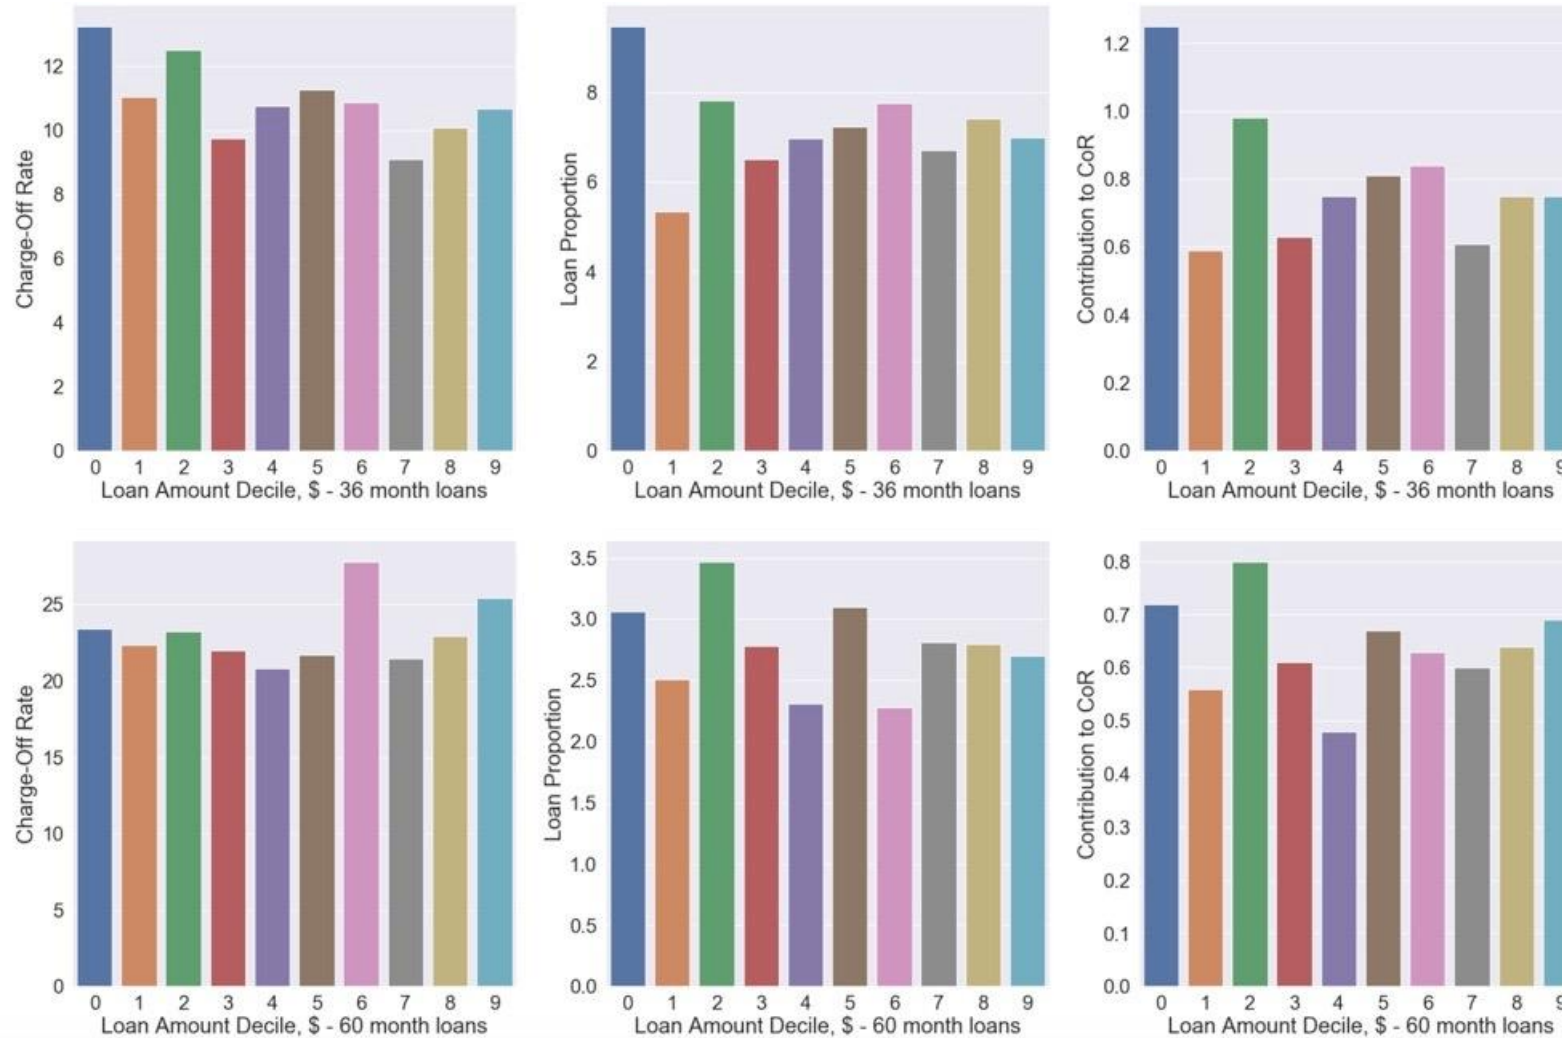 Charge-Off Rate
12
10
8
6
4
2
0
0 1 2 3 4 5 6 7 8 9
Loan Amount Decile, $ - 36 month loans
Loan Proportion
8
6
4
2
0
0 1 2 3 4 5 6 7 8 9
Loan Amount Decile, $ - 36 month loans
Contribution to CoR
1.2
1.0
0.8
0.6
0.4
0.2
0.0
0 1 2 3 4 5 6 7 8 9
Loan Amount Decile, $ - 36 month loans
Charge-Off Rate
25
20
15
10
5
0
0 1 2 3 4 5 6 7 8 9
Loan Amount Decile, $ - 60 month loans
Loan Proportion
3.5
3.0
2.5
2.0
1.5
1.0
0.5
0.0
0 1 2 3 4 5 6 7 8 9
Loan Amount Decile, $ - 60 month loans
Contribution to CoR
0.8
0.7
0.6
0.5
0.4
0.3
0.2
0.1
0.0
0 1 2 3 4 5 6 7 8 9
Loan Amount Decile, $ - 60 month loans